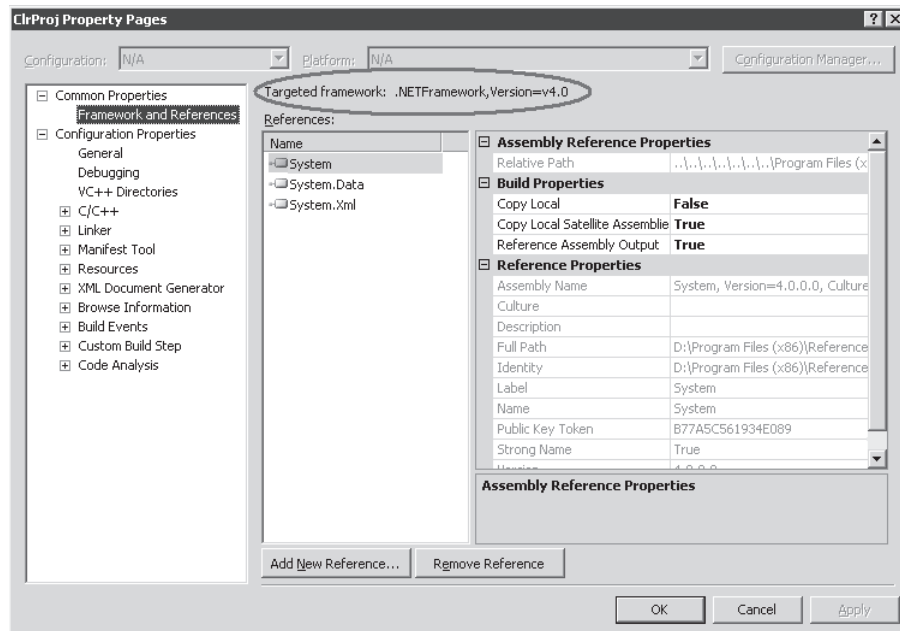 ClrProj Property Pages
Configuration: N/A
Platform: N/A
Configuration Manager...
Common Properties
Framework and References
Configuration Properties
General
Debugging
VC++ Directories
C/C++
Linker
Manifest Tool
Resources
XML Document Generator
Browse Information
Build Events
Custom Build Step
Code Analysis
Targeted framework: .NETFramework,Version=v4.0
References:
Name
System
System.Data
System.Xml
Assembly Reference Properties
Relative Path ..\..\..\..\..\..\..\Program Files (x
Build Properties
Copy Local False
Copy Local Satellite Assemblie True
Reference Assembly Output True
Reference Properties
Assembly Name System, Version=4.0.0.0, Culture
Culture
Description
Full Path D:\Program Files (x86)\Reference
Identity D:\Program Files (x86)\Reference
Label System
Name System
Public Key Token B77A5C561934E089
Strong Name True
Version 4.0.0.0
Assembly Reference Properties
Add New Reference... Remove Reference
OK Cancel Apply